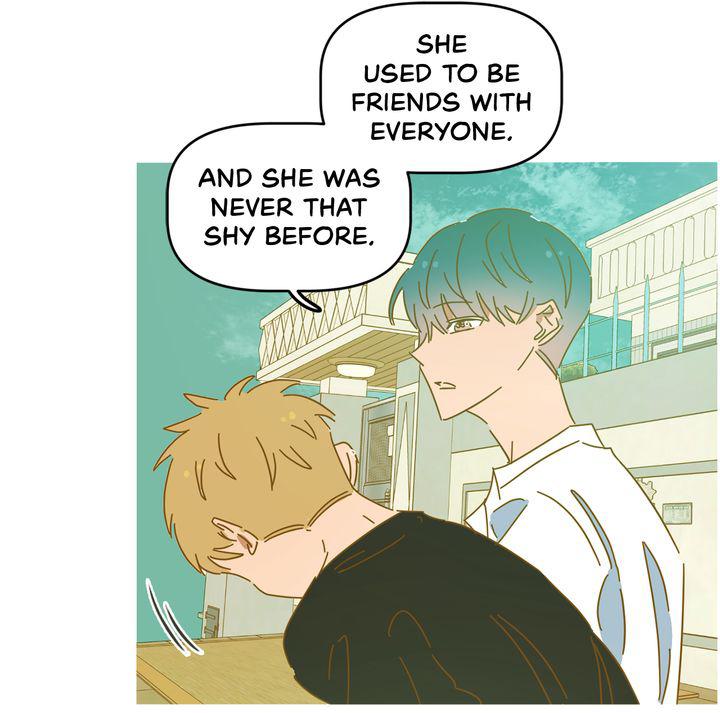 SHE
USED TO BE
FRIENDS WITH
EVERYONE.
AND SHE WAS
NEVER THAT
SHY BEFORE.